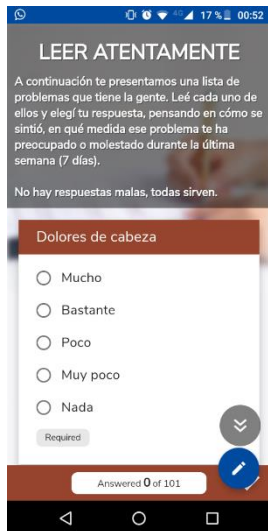 4G 17 % 00:52
LEER ATENTAMENTE
A continuación te presentamos una lista de
problemas que tiene la gente. Leé cada uno de
ellos y elegí tu respuesta, pensando en cómo se
sintió, en qué medida ese problema te ha
preocupado o molestado durante la última
semana (7 días).
No hay respuestas malas, todas sirven.
Dolores de cabeza
Mucho
Bastante
Poco
Muy poco
Nada
Required
Answered 0 of 101